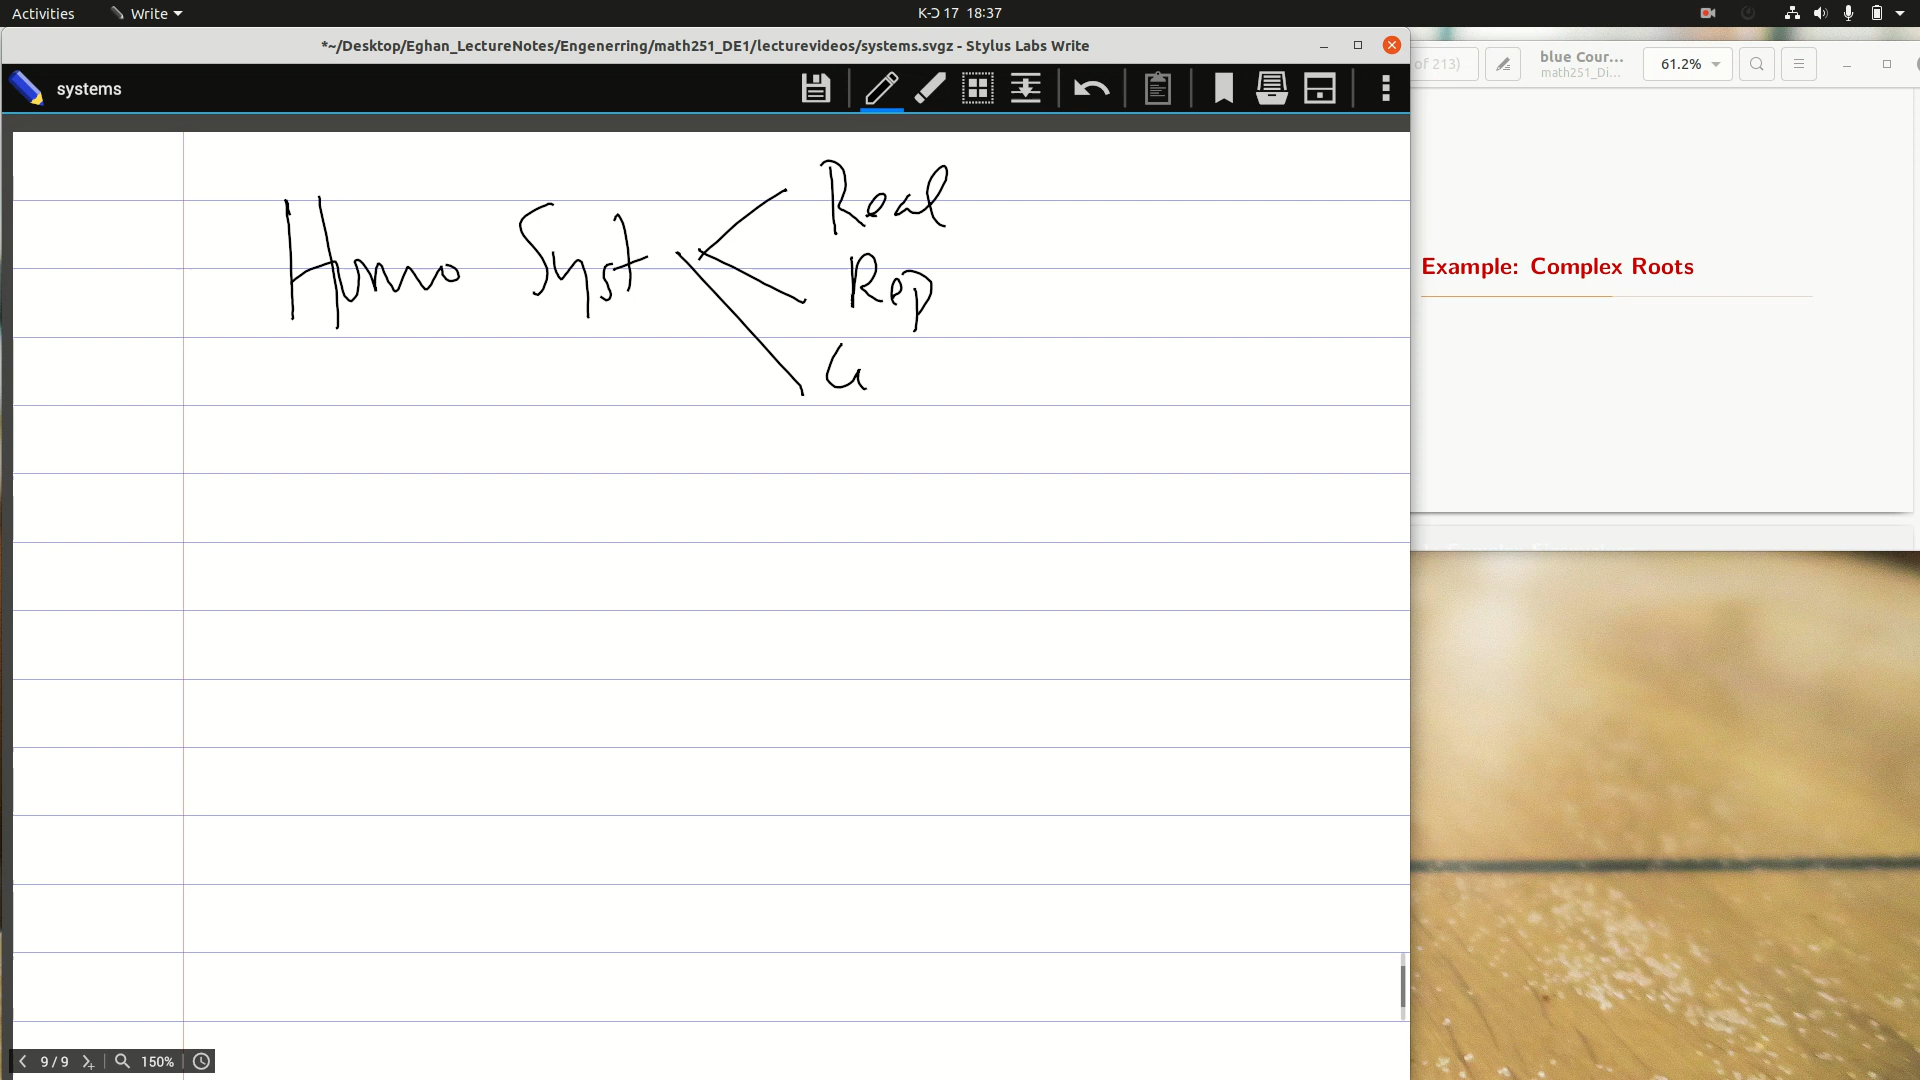 Activities Write K-Ɔ 17 18:37
*~/Desktop/Eghan_LectureNotes/Engenerring/math251_DE1/lecturevideos/systems.svgz - Stylus Labs Write
systems
of 213)
blue Cour...
math251_Di...
61.2%
Homo Syst
Real
Rep
Example: Complex Roots
9 / 9 150%